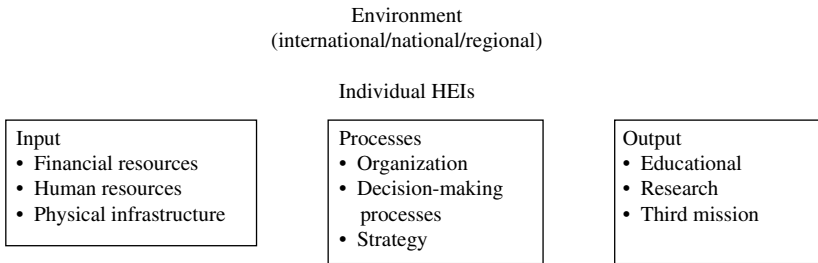 Environment
(international/national/regional)
Individual HEIs
Input
• Financial resources
• Human resources
• Physical infrastructure
Processes
• Organization
• Decision-making
processes
• Strategy
Output
• Educational
• Research
• Third mission